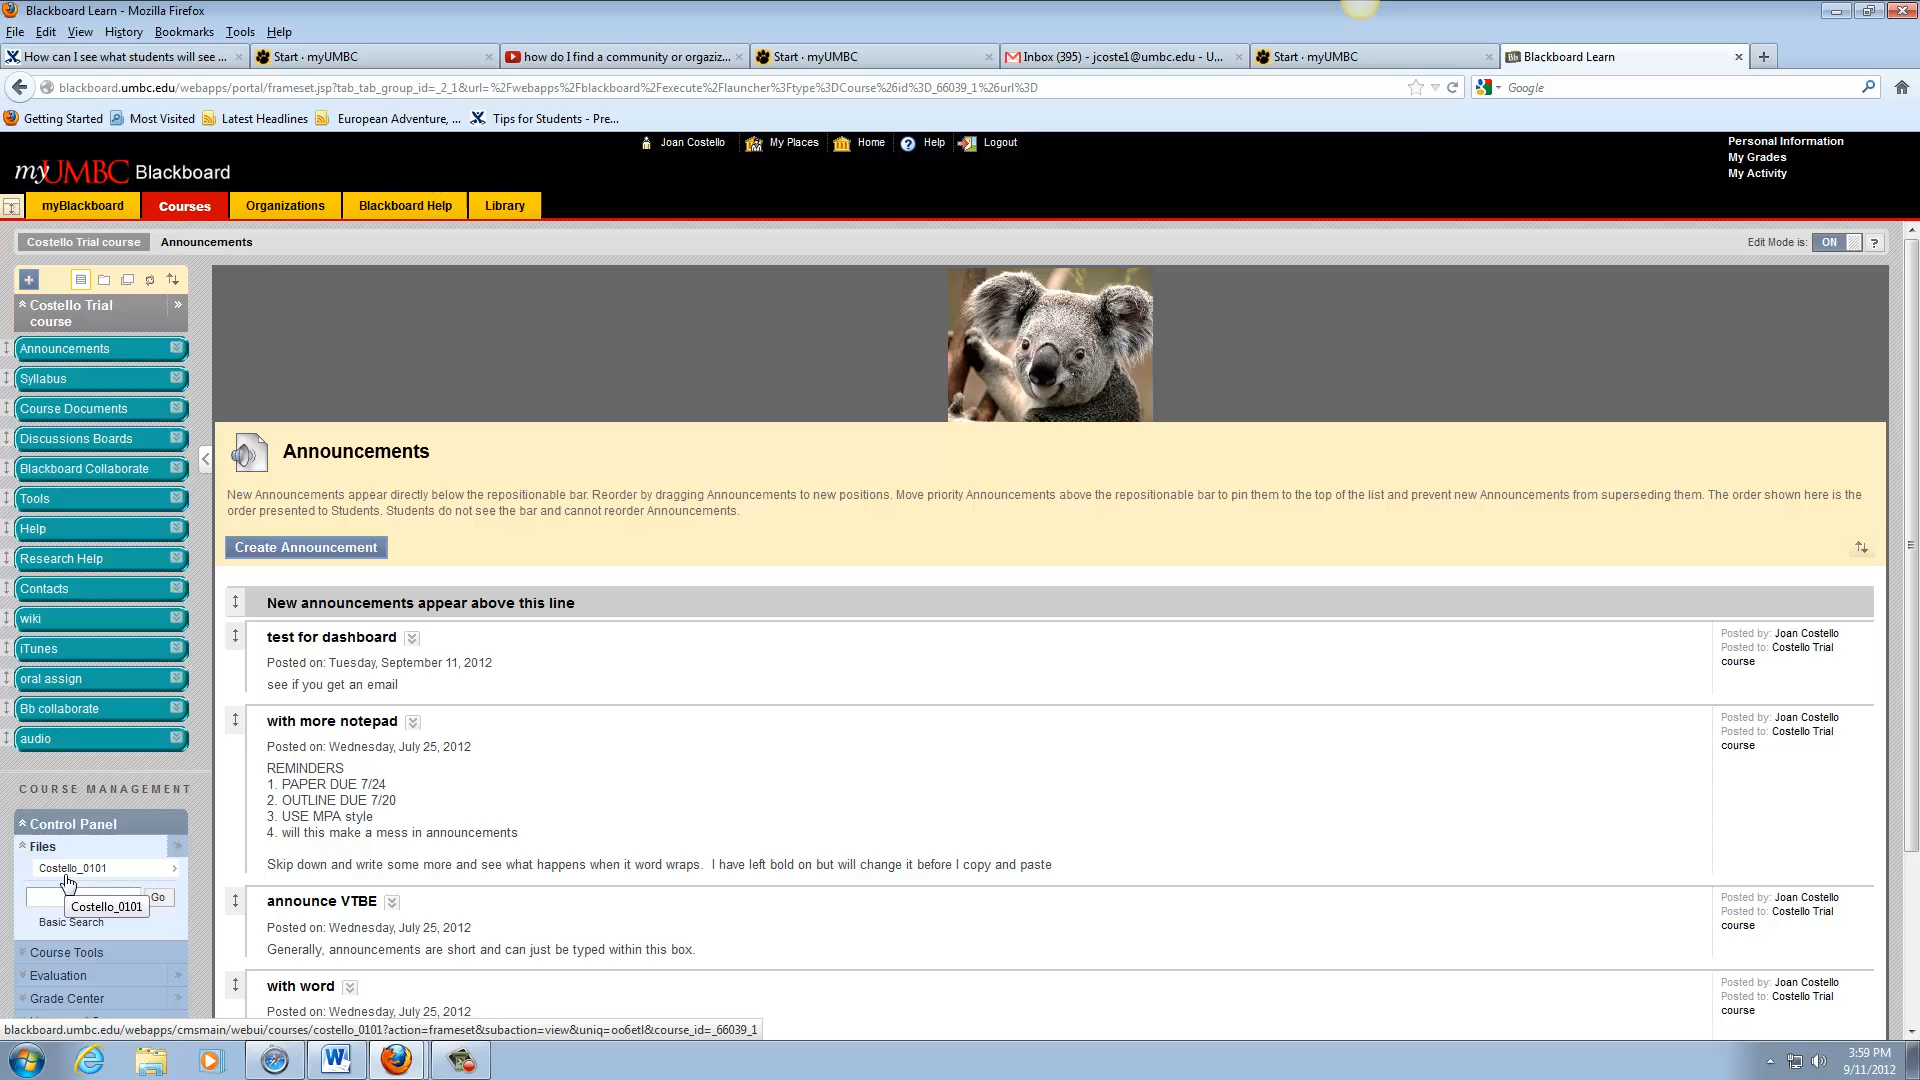 Blackboard Learn - Mozilla Firefox
File Edit View History Bookmarks Tools Help
How can I see what students will see ...
Start · myUMBC
how do I find a community or orgaziz...
Start · myUMBC
Inbox (395) - jcoste1@umbc.edu - U...
Start · myUMBC
Blackboard Learn
blackboard.umbc.edu/webapps/portal/frameset.jsp?tab_tab_group_id=_2_1&url=%2Fwebapps%2Fblackboard%2Fexecute%2Flauncher%3Ftype%3DCourse%26id%3D_66039_1%26url%3D
Google
Getting Started Most Visited Latest Headlines European Adventure, ... Tips for Students - Pre...
Joan Costello My Places Home Help Logout
Personal Information
My Grades
My Activity
myUMBC Blackboard
myBlackboard Courses Organizations Blackboard Help Library
Costello Trial course Announcements
Edit Mode is: ON ?
Costello Trial
course
Announcements
Syllabus
Course Documents
Discussions Boards
Blackboard Collaborate
Tools
Help
Research Help
Contacts
wiki
iTunes
oral assign
Bb collaborate
audio
COURSE MANAGEMENT
Control Panel
Files
Costello_0101
Go
Costello_0101
Basic Search
Course Tools
Evaluation
Grade Center
Announcements
New Announcements appear directly below the repositionable bar. Reorder by dragging Announcements to new positions. Move priority Announcements above the repositionable bar to pin them to the top of the list and prevent new Announcements from superseding them. The order shown here is the
order presented to Students. Students do not see the bar and cannot reorder Announcements.
Create Announcement
New announcements appear above this line
test for dashboard
Posted on: Tuesday, September 11, 2012
see if you get an email
Posted by: Joan Costello
Posted to: Costello Trial
course
with more notepad
Posted on: Wednesday, July 25, 2012
REMINDERS
1. PAPER DUE 7/24
2. OUTLINE DUE 7/20
3. USE MPA style
4. will this make a mess in announcements
Skip down and write some more and see what happens when it word wraps. I have left bold on but will change it before I copy and paste
Posted by: Joan Costello
Posted to: Costello Trial
course
announce VTBE
Posted on: Wednesday, July 25, 2012
Generally, announcements are short and can just be typed within this box.
Posted by: Joan Costello
Posted to: Costello Trial
course
with word
Posted on: Wednesday, July 25, 2012
Posted by: Joan Costello
Posted to: Costello Trial
course
blackboard.umbc.edu/webapps/cmsmain/webui/courses/costello_0101?action=frameset&subaction=view&uniq=oo6etl&course_id=_66039_1
3:59 PM
9/11/2012